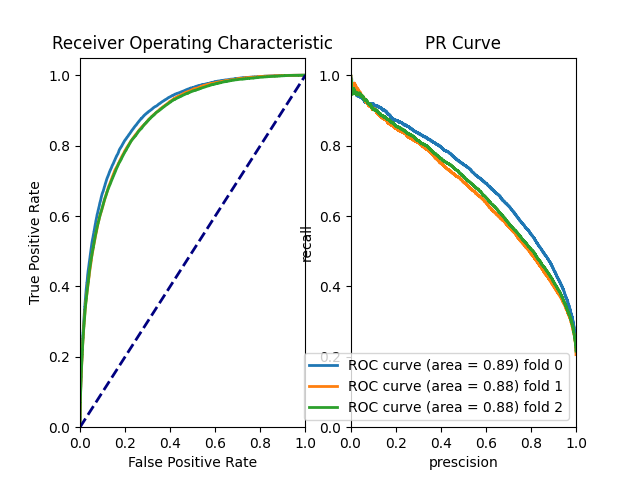 Receiver Operating Characteristic
1.0
0.8
0.6
0.4
0.2
0.0
True Positive Rate
0.0 0.2 0.4 0.6 0.8 1.0
False Positive Rate
PR Curve
1.0
0.8
0.6
0.4
0.2
0.0
recall
ROC curve (area = 0.89) fold 0
ROC curve (area = 0.88) fold 1
ROC curve (area = 0.88) fold 2
0.0 0.2 0.4 0.6 0.8 1.0
prescision